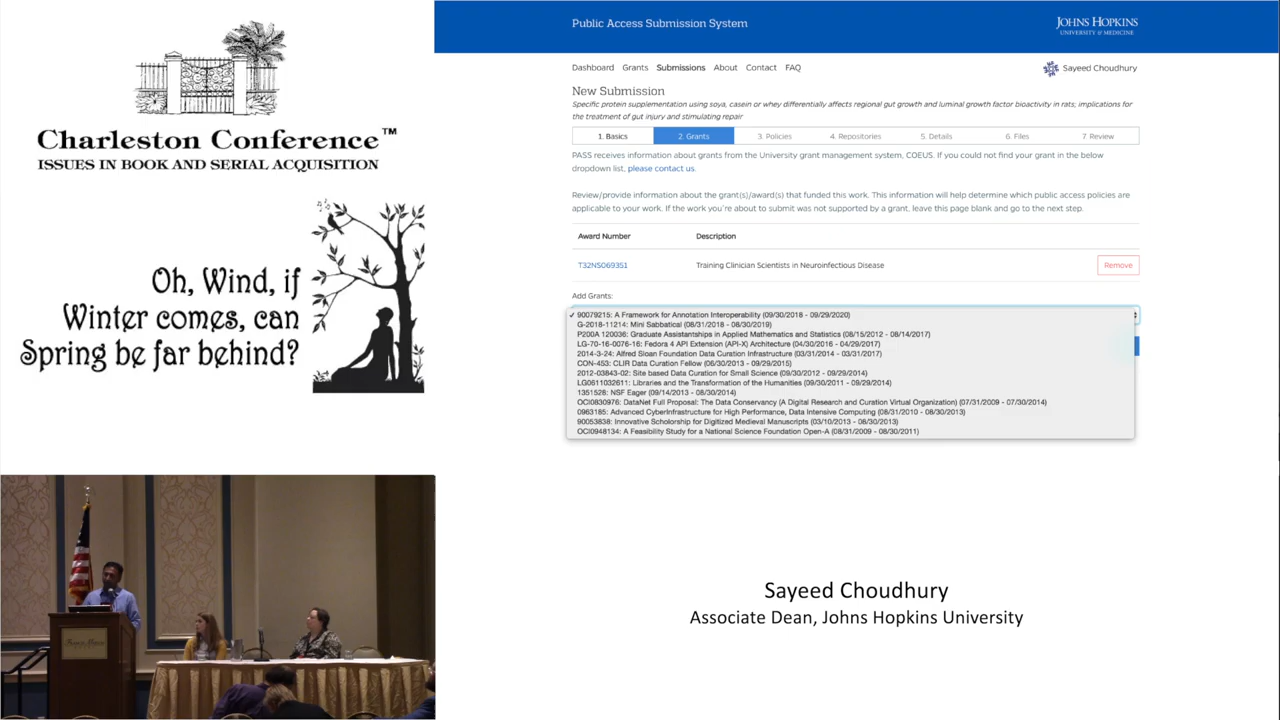 Charleston Conference™
ISSUES IN BOOK AND SERIAL ACQUISITION
Oh, Wind, if
Winter comes, can
Spring be far behind?
Public Access Submission System
JOHNS HOPKINS
UNIVERSITY & MEDICINE
Dashboard Grants Submissions About Contact FAQ
Sayeed Choudhury
New Submission
Specific protein supplementation using soya, casein or whey differentially affects regional gut growth and luminal growth factor bioactivity in rats; implications for
the treatment of gut injury and stimulating repair
1. Basics 2. Grants 3. Policies 4. Repositories 5. Details 6. Files 7. Review
PASS receives information about grants from the University grant management system, COEUS. If you could not find your grant in the below
dropdown list, please contact us.
Review/provide information about the grant(s)/award(s) that funded this work. This information will help determine which public access policies are
applicable to your work. If the work you're about to submit was not supported by a grant, leave this page blank and go to the next step.
Award Number Description
T32NS069351 Training Clinician Scientists in Neuroinfectious Disease Remove
Add Grants:
✓ 90079215: A Framework for Annotation Interoperability (09/30/2018 - 09/29/2020)
G-2018-11214: Mini Sabbatical (08/31/2018 - 08/30/2019)
P200A 120036: Graduate Assistantships in Applied Mathematics and Statistics (08/15/2012 - 08/14/2017)
LG-70-16-0076-16: Fedora 4 API Extension (API-X) Architecture (04/30/2016 - 04/29/2017)
2014-3-24: Alfred Sloan Foundation Data Curation Infrastructure (03/31/2014 - 03/31/2017)
CON-453: CLIR Data Curation Fellow (06/30/2013 - 09/29/2015)
2012-03843-02: Site based Data Curation for Small Science (09/30/2012 - 09/29/2014)
LG0611032611: Libraries and the Transformation of the Humanities (09/30/2011 - 09/29/2014)
1351528: NSF Eager (09/14/2013 - 08/30/2014)
OCI0830976: DataNet Full Proposal: The Data Conservancy (A Digital Research and Curation Virtual Organization) (07/31/2009 - 07/30/2014)
0963185: Advanced CyberInfrastructure for High Performance, Data Intensive Computing (08/31/2010 - 08/30/2013)
90053838: Innovative Scholarship for Digitized Medieval Manuscripts (03/10/2013 - 08/30/2013)
OCI0948134: A Feasibility Study for a National Science Foundation Open-A (08/31/2009 - 08/30/2011)
Sayeed Choudhury
Associate Dean, Johns Hopkins University